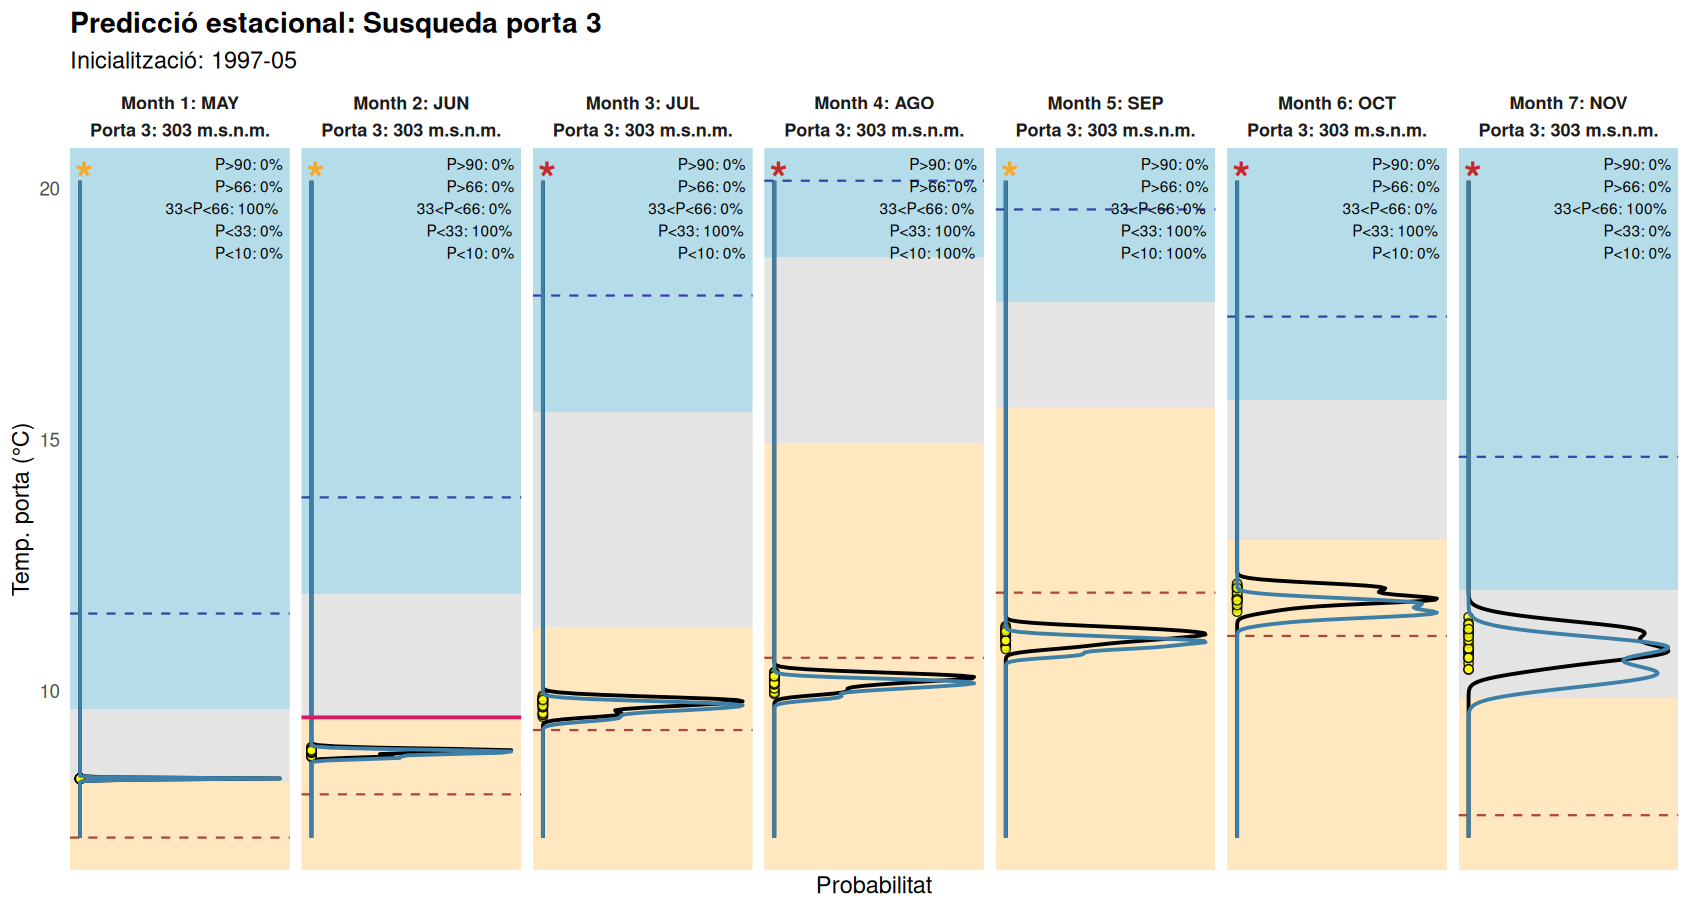 Predicció estacional: Susqueda porta 3
Inicialització: 1997-05
Month 1: MAY
Porta 3: 303 m.s.n.m.
Month 2: JUN
Porta 3: 303 m.s.n.m.
Month 3: JUL
Porta 3: 303 m.s.n.m.
Month 4: AGO
Porta 3: 303 m.s.n.m.
Month 5: SEP
Porta 3: 303 m.s.n.m.
Month 6: OCT
Porta 3: 303 m.s.n.m.
Month 7: NOV
Porta 3: 303 m.s.n.m.
*
P>90: 0%
P>66: 0%
33<P<66: 100%
P<33: 0%
P<10: 0%
*
P>90: 0%
P>66: 0%
33<P<66: 0%
P<33: 100%
P<10: 0%
*
P>90: 0%
P>66: 0%
33<P<66: 0%
P<33: 100%
P<10: 0%
*
P>90: 0%
P>66: 0%
33<P<66: 0%
P<33: 100%
P<10: 100%
*
P>90: 0%
P>66: 0%
33<P<66: 0%
P<33: 100%
P<10: 100%
*
P>90: 0%
P>66: 0%
33<P<66: 0%
P<33: 100%
P<10: 0%
*
P>90: 0%
P>66: 0%
33<P<66: 100%
P<33: 0%
P<10: 0%
20
15
10
Temp. porta (°C)
Probabilitat